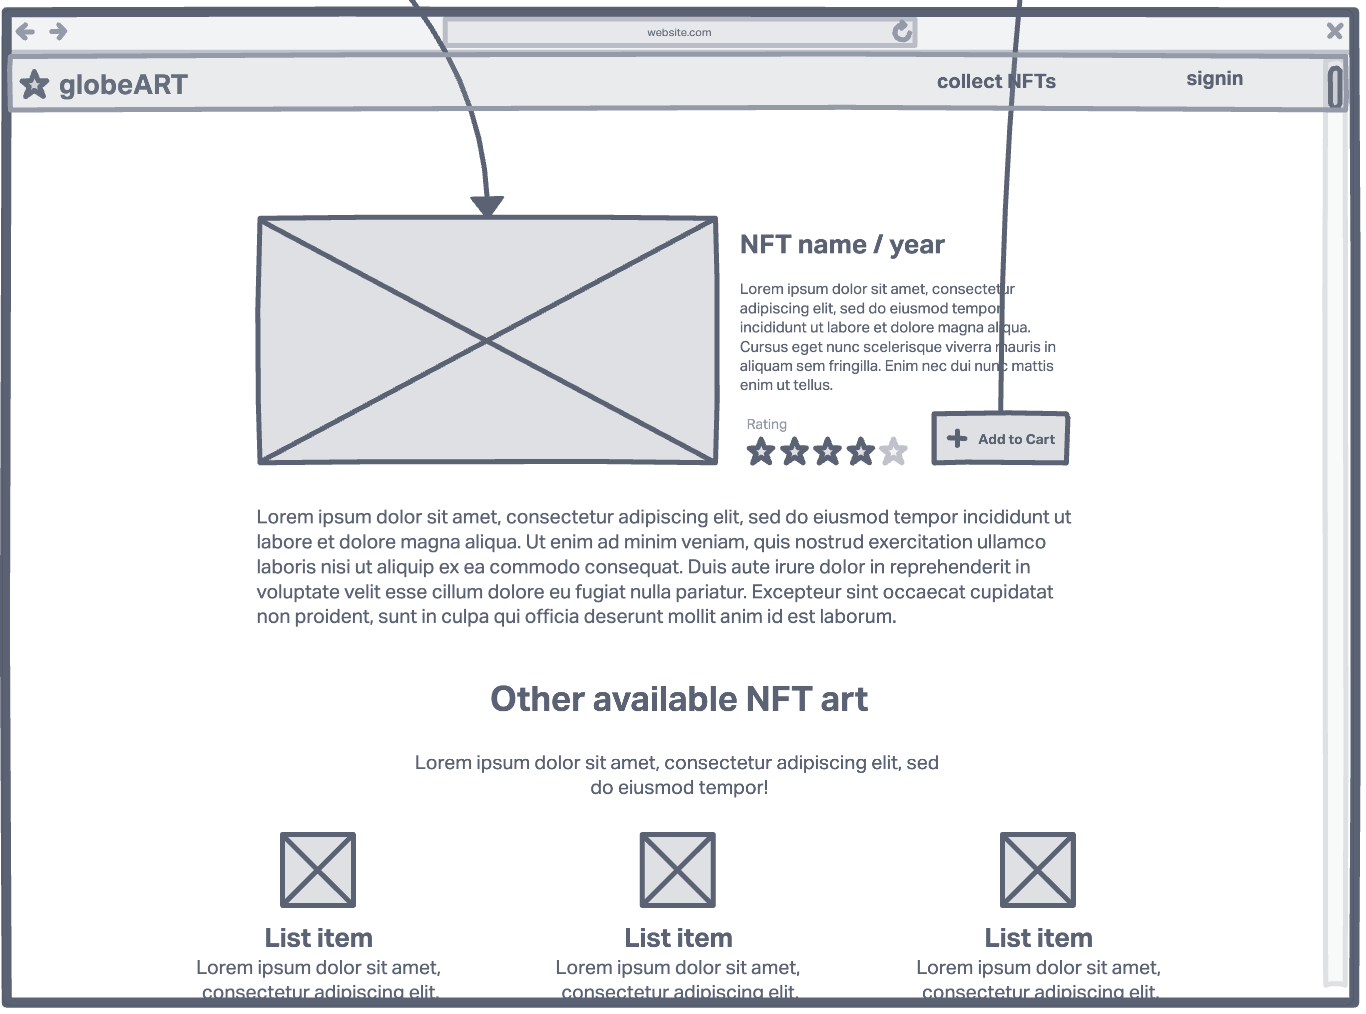 website.com
globeART
collect NFTs
signin
NFT name / year
Lorem ipsum dolor sit amet, consectetur
adipiscing elit, sed do eiusmod tempor
incididunt ut labore et dolore magna aliqua.
Cursus eget nunc scelerisque viverra mauris in
aliquam sem fringilla. Enim nec dui nunc mattis
enim ut tellus.
Rating
Add to Cart
Lorem ipsum dolor sit amet, consectetur adipiscing elit, sed do eiusmod tempor incididunt ut
labore et dolore magna aliqua. Ut enim ad minim veniam, quis nostrud exercitation ullamco
laboris nisi ut aliquip ex ea commodo consequat. Duis aute irure dolor in reprehenderit in
voluptate velit esse cillum dolore eu fugiat nulla pariatur. Excepteur sint occaecat cupidatat
non proident, sunt in culpa qui officia deserunt mollit anim id est laborum.
Other available NFT art
Lorem ipsum dolor sit amet, consectetur adipiscing elit, sed
do eiusmod tempor!
List item
Lorem ipsum dolor sit amet,
consectetur adipiscing elit.
List item
Lorem ipsum dolor sit amet,
consectetur adipiscing elit.
List item
Lorem ipsum dolor sit amet,
consectetur adipiscing elit.